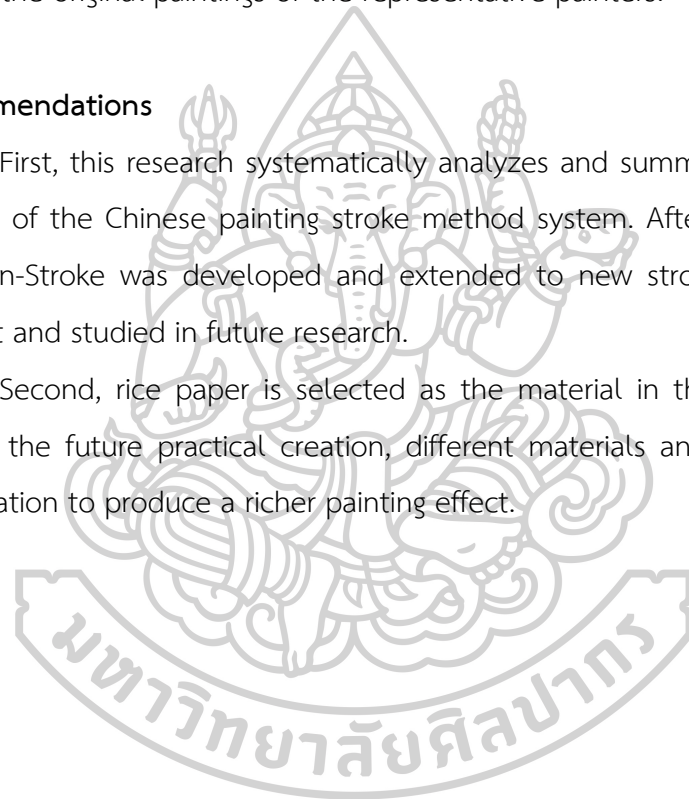 the original paintings of the representative painters.
mendations
First, this research systematically analyzes and summ
of the Chinese painting stroke method system. Afte
n-Stroke was developed and extended to new stro
t and studied in future research.
Second, rice paper is selected as the material in th
the future practical creation, different materials an
ation to produce a richer painting effect.
มหาวิทยาลัยศิลปากร